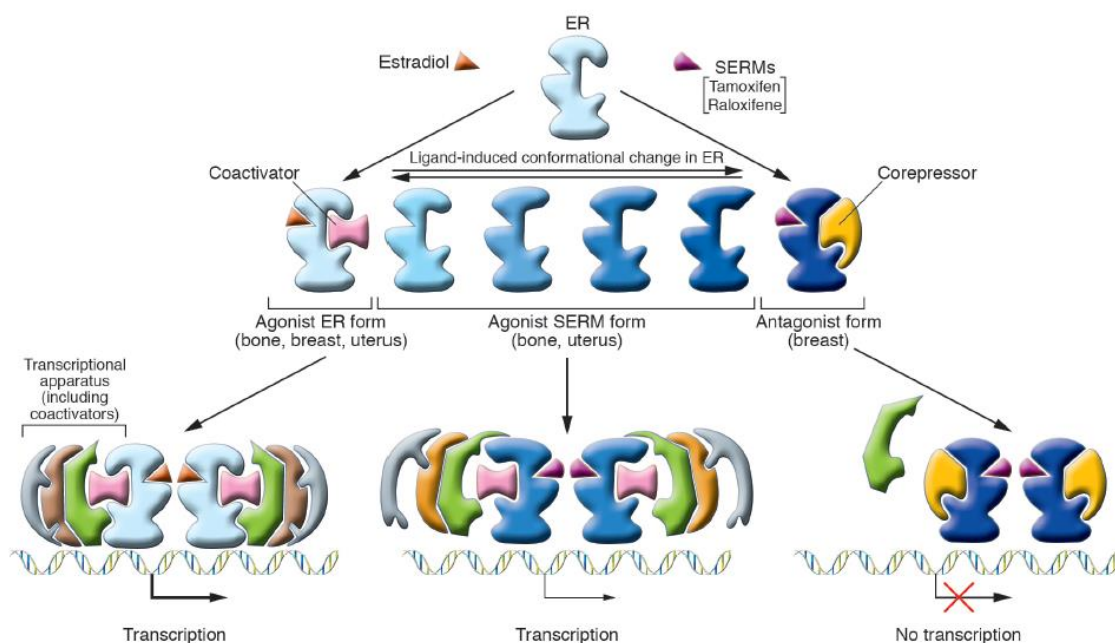 ER
Estradiol
SERMs
Tamoxifen
Raloxifene
Ligand-induced conformational change in ER
Coactivator
Corepressor
Agonist ER form
(bone, breast, uterus)
Agonist SERM form
(bone, uterus)
Antagonist form
(breast)
Transcriptional
apparatus
(including
coactivators)
Transcription
Transcription
No transcription